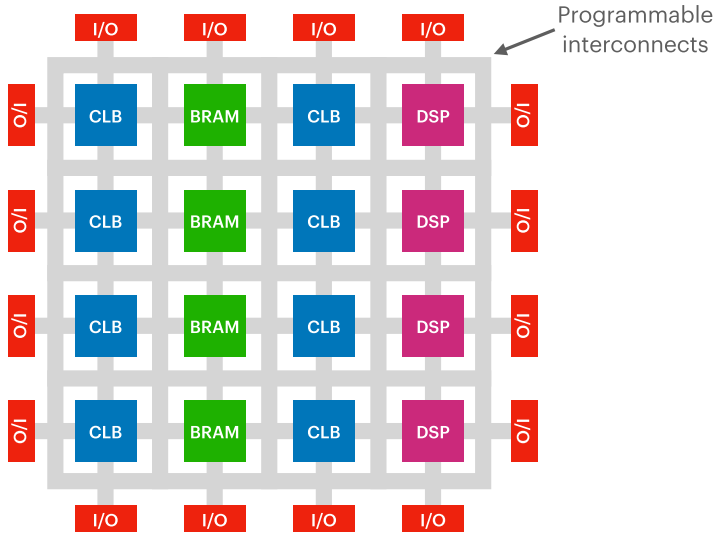 I/O I/O I/O I/O
Programmable
interconnects
I/O CLB BRAM CLB DSP I/O
I/O CLB BRAM CLB DSP I/O
I/O CLB BRAM CLB DSP I/O
I/O CLB BRAM CLB DSP I/O
I/O I/O I/O I/O